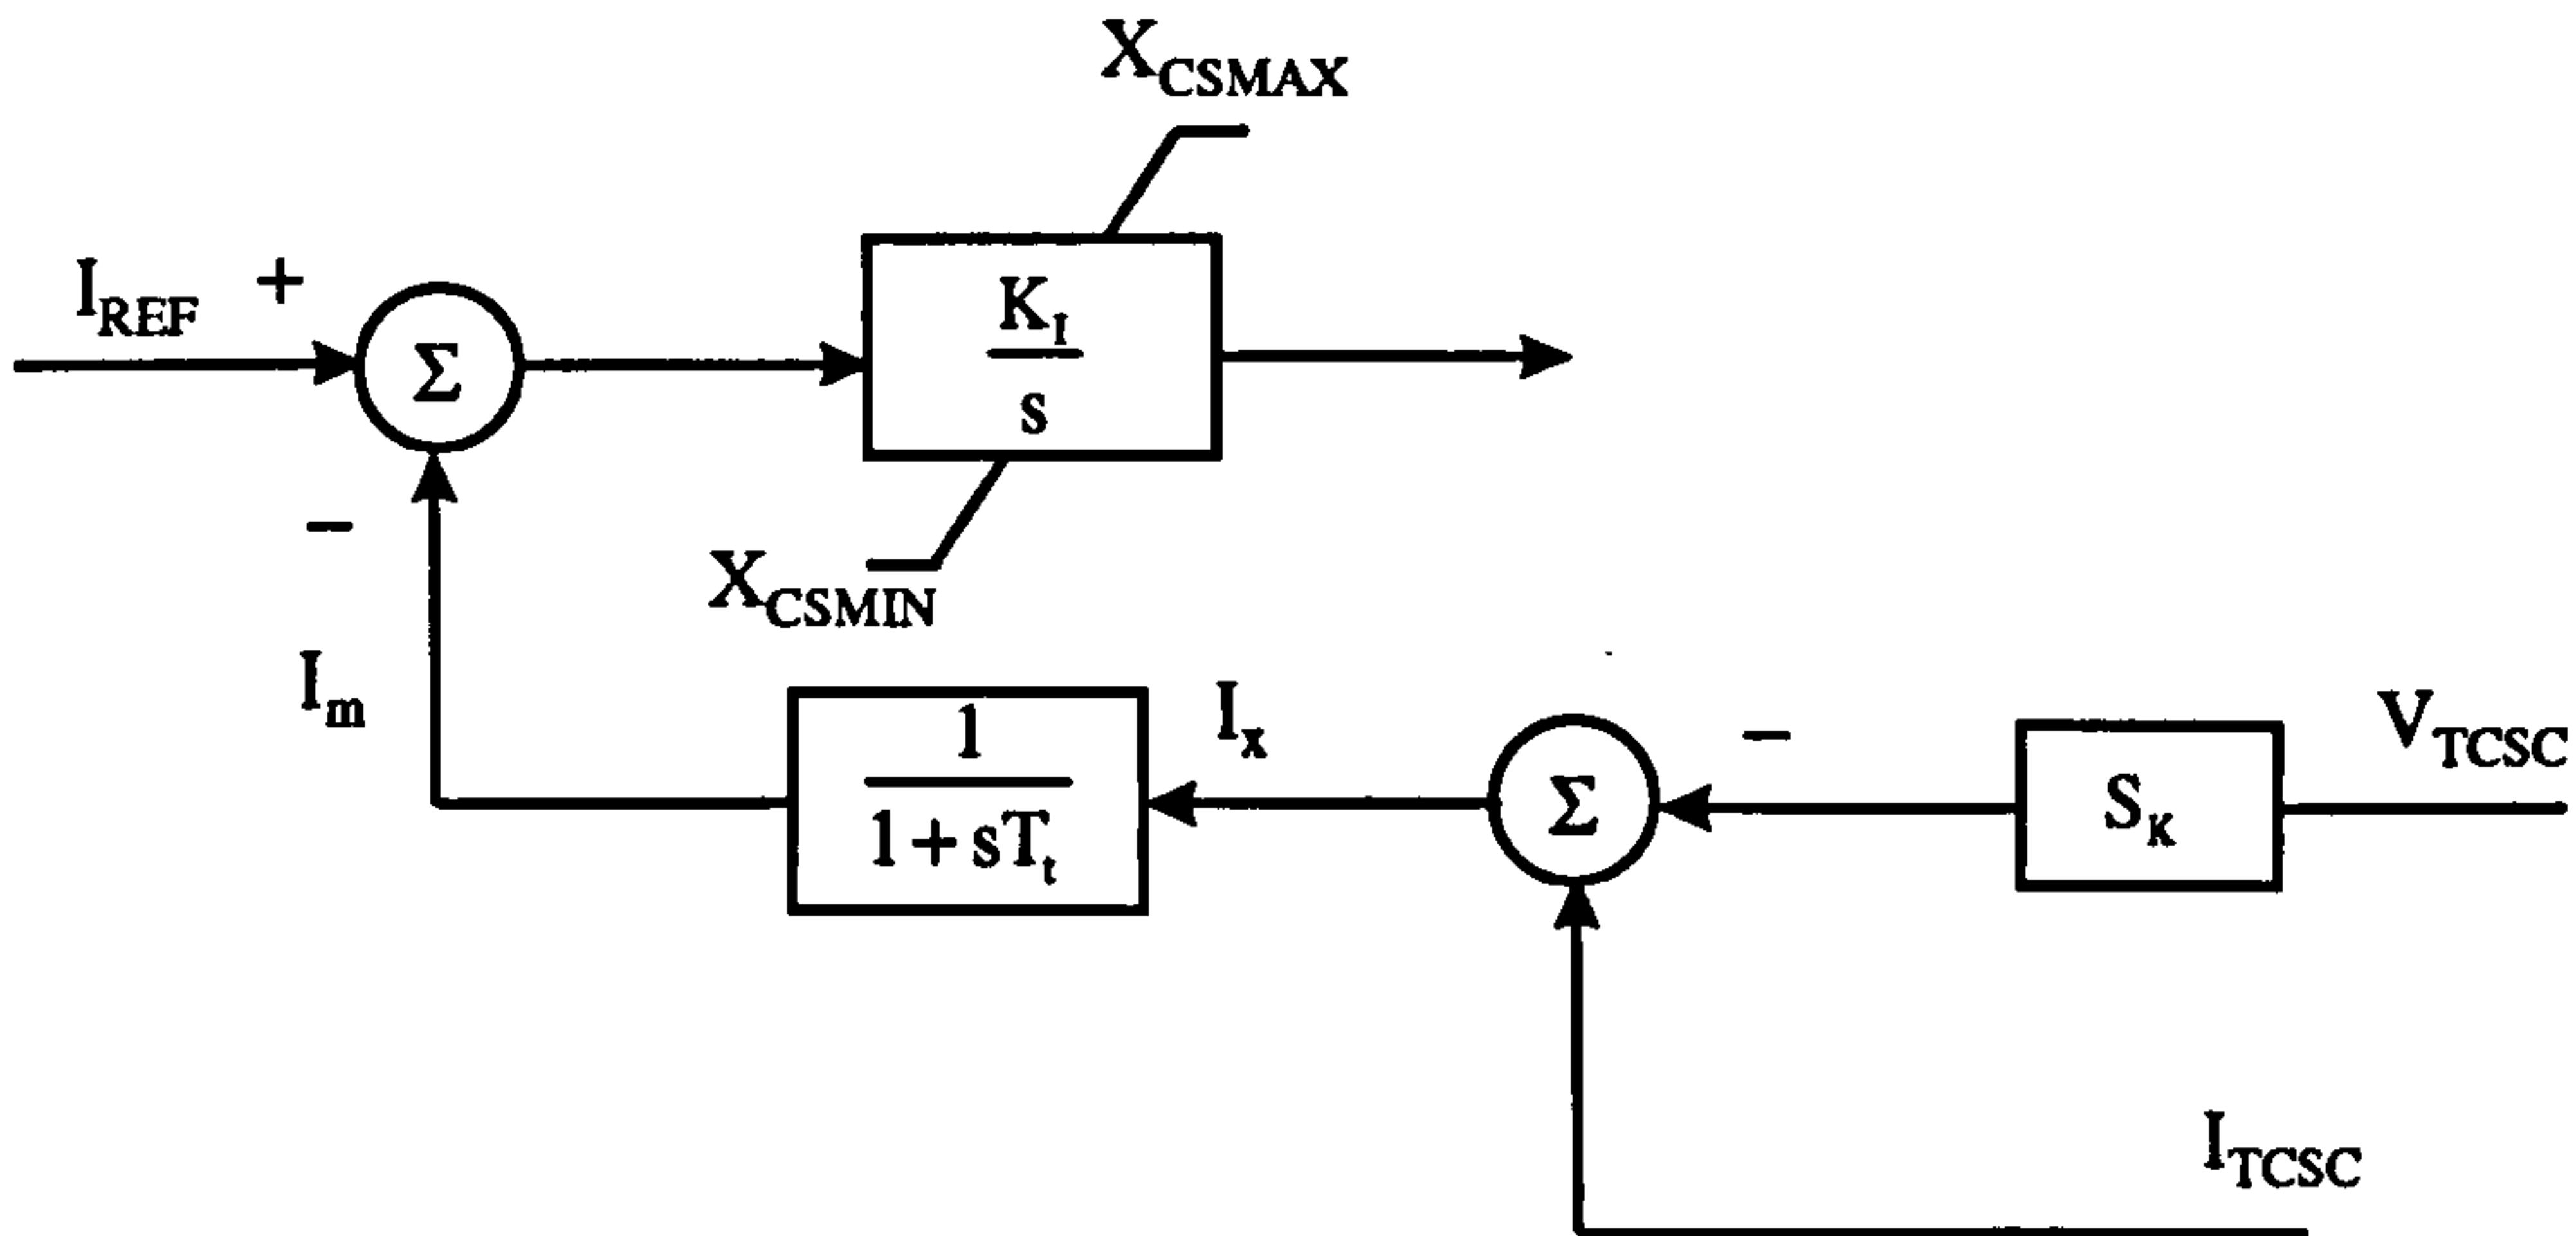 X_CSMAX
I_REF
+
Σ
K_I
s
−
X_CSMIN
I_m
1
1 + sT_t
I_x
Σ
−
S_K
V_TCSC
I_TCSC